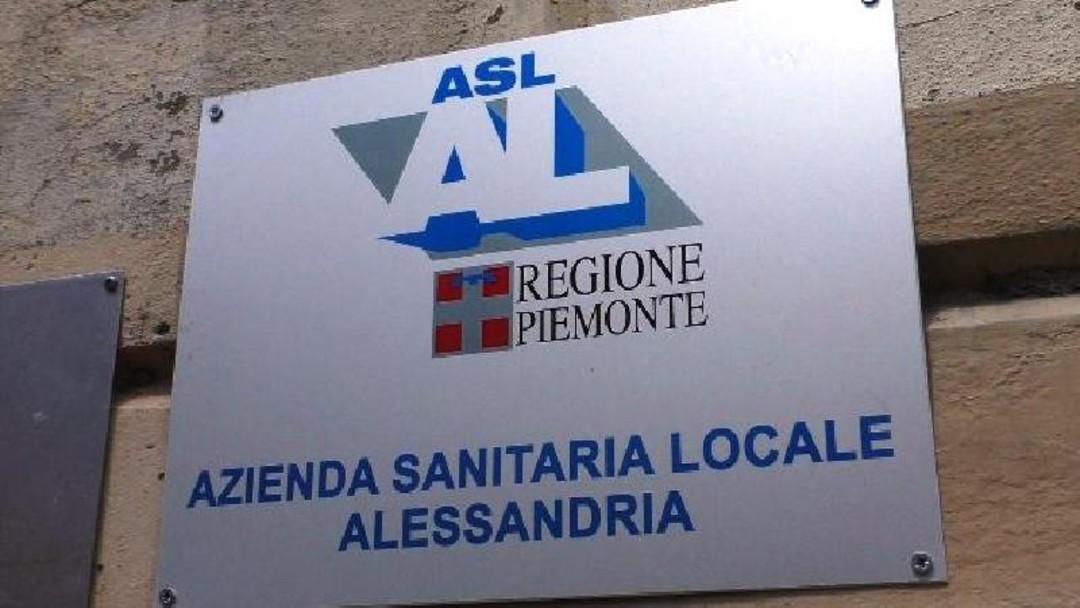 ASL
AL
REGIONE
PIEMONTE
AZIENDA SANITARIA LOCALE
ALESSANDRIA